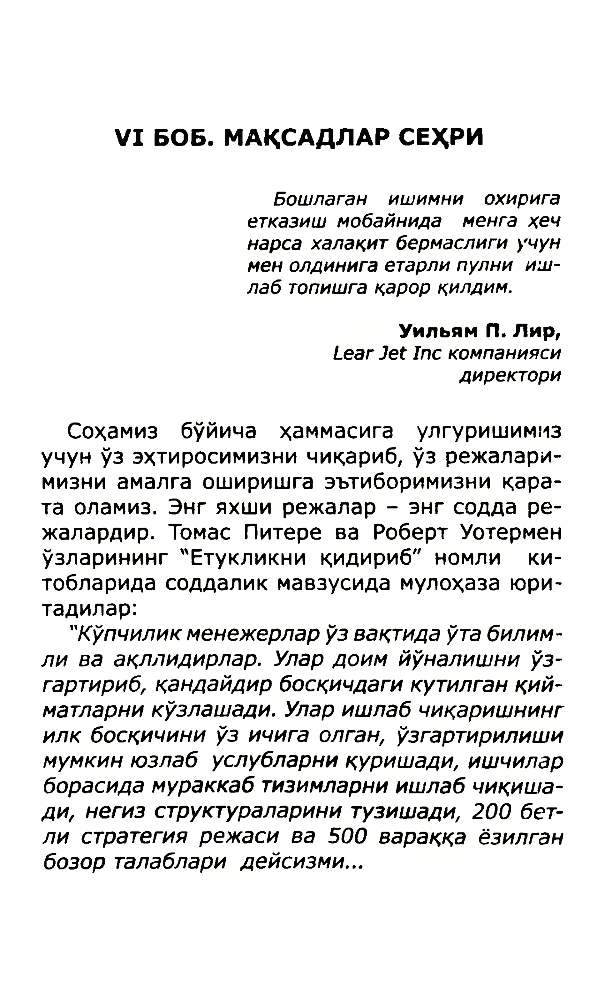 VI БОБ. МАҚСАДЛАР СЕҲРИ
Бошлаган ишимни охирига
етказиш мобайнида менга ҳеч
нарса халақит бермаслиги учун
мен олдинига етарли пулни иш-
лаб топишга қарор қилдим.
Уильям П. Лир,
Lear Jet Inc компанияси
директори
Соҳамиз бўйича ҳаммасига улгуришимиз
учун ўз эҳтиросимизни чиқариб, ўз режалари-
мизни амалга оширишга эътиборимизни қара-
та оламиз. Энг яхши режалар – энг содда ре-
жалардир. Томас Питере ва Роберт Уотермен
ўзларининг "Етукликни қидириб" номли ки-
тобларида соддалик мавзусида мулоҳаза юри-
тадилар:
"Кўпчилик менежерлар ўз вақтида ўта билим-
ли ва ақллидирлар. Улар доим йўналишни ўз-
гартириб, қандайдир босқичдаги кутилган қий-
матларни кўзлашади. Улар ишлаб чиқаришнинг
илк босқичини ўз ичига олган, ўзгартирилиши
мумкин юзлаб услубларни қуришади, ишчилар
борасида мураккаб тизимларни ишлаб чиқиша-
ди, негиз структураларини тузишади, 200 бет-
ли стратегия режаси ва 500 вараққа ёзилган
бозор талаблари дейсизми...